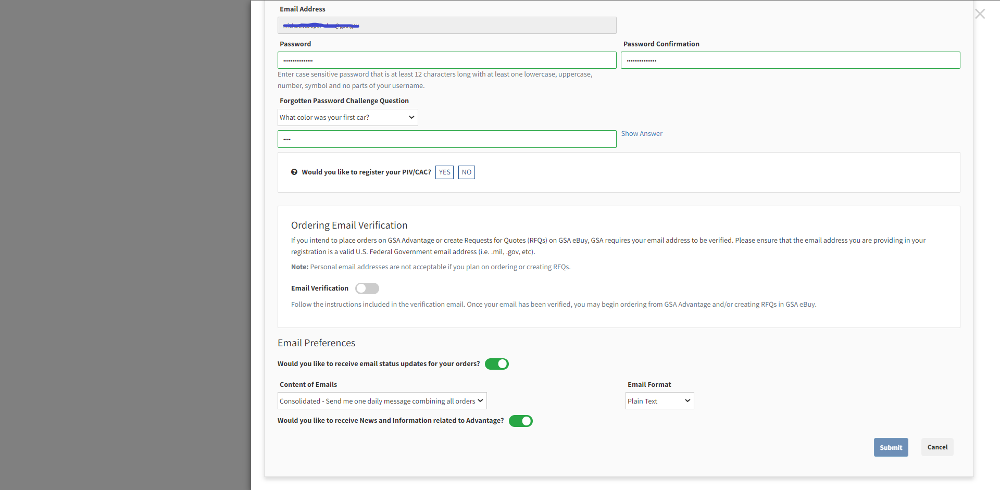 Email Address
Password
Password Confirmation
••••••••••••••••
••••••••••••••••
Enter case sensitive password that is at least 12 characters long with at least one lowercase, uppercase,
number, symbol and no parts of your username.
Forgotten Password Challenge Question
What color was your first car?
••••
Show Answer
Would you like to register your PIV/CAC? YES NO
Ordering Email Verification
If you intend to place orders on GSA Advantage or create Requests for Quotes (RFQs) on GSA eBuy, GSA requires your email address to be verified. Please ensure that the email address you are providing in your
registration is a valid U.S. Federal Government email address (i.e. .mil, .gov, etc).
Note: Personal email addresses are not acceptable if you plan on ordering or creating RFQs.
Email Verification
Follow the instructions included in the verification email. Once your email has been verified, you may begin ordering from GSA Advantage and/or creating RFQs in GSA eBuy.
Email Preferences
Would you like to receive email status updates for your orders?
Content of Emails
Email Format
Consolidated - Send me one daily message combining all orders
Plain Text
Would you like to receive News and Information related to Advantage?
Submit
Cancel